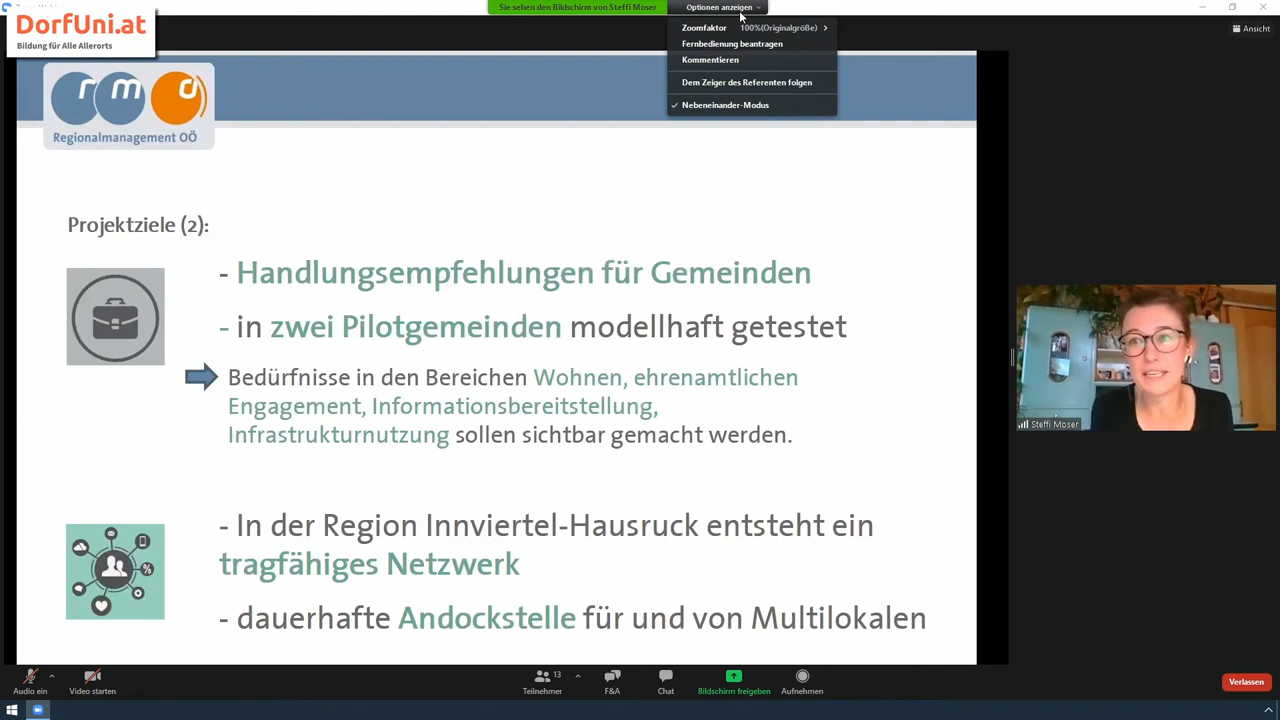 Sie sehen den Bildschirm von Steffi Moser
Optionen anzeigen
DorfUni.at
Bildung für Alle Allerorts
Zoomfaktor 100%(Originalgröße)
Fernbedienung beantragen
Kommentieren
Dem Zeiger des Referenten folgen
Nebeneinander-Modus
Ansicht
rmd
Regionalmanagement OÖ
Projektziele (2):
- Handlungsempfehlungen für Gemeinden
- in zwei Pilotgemeinden modellhaft getestet
Bedürfnisse in den Bereichen Wohnen, ehrenamtlichen
Engagement, Informationsbereitstellung,
Infrastrukturnutzung sollen sichtbar gemacht werden.
- In der Region Innviertel-Hausruck entsteht ein
tragfähiges Netzwerk
- dauerhafte Andockstelle für und von Multilokalen
Steffi Moser
Audio ein
Video starten
13
Teilnehmer
F&A
Chat
Bildschirm freigeben
Aufnehmen
Verlassen